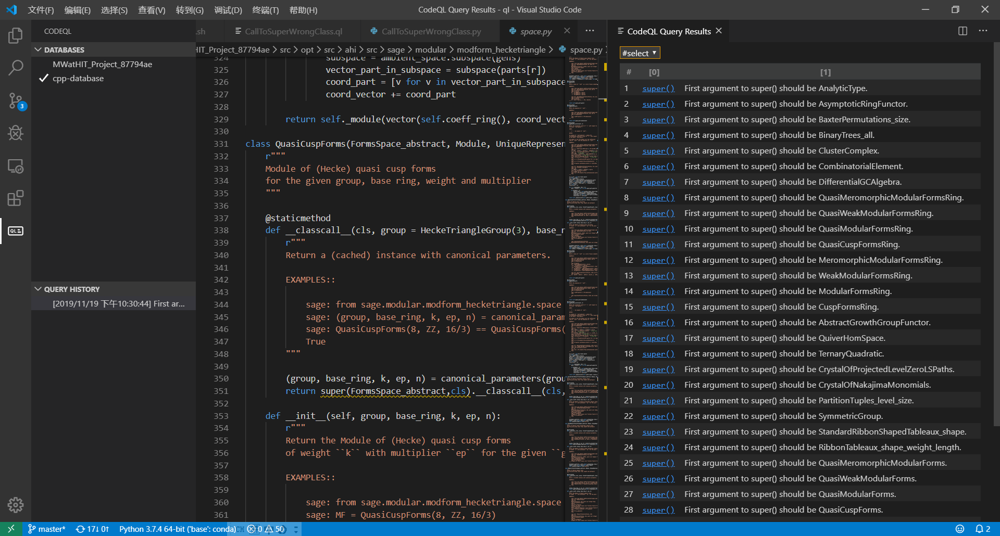 文件(F) 编辑(E) 选择(S) 查看(V) 转到(G) 调试(D) 终端(T) 帮助(H) CodeQL Query Results - ql - Visual Studio Code
CODEQL
DATABASES
MWatHIT_Project_87794ae
cpp-database
3
QL
QUERY HISTORY
[2019/11/19 下午10:30:44] First ar...
.sh CallToSuperWrongClass.ql CallToSuperWrongClass.py space.py
HIT_Project_87794ae > src > opt > src > ahi > src > sage > modular > modform_hecketriangle > space.py
324 subspace = ambient_space.subspace(gens)
325 vector_part_in_subspace = subspace(parts[r])
326 coord_part = [v for v in vector_part_in_subspace
327 coord_vector += coord_part
328
329 return self._module(vector(self.coeff_ring(), coord_vect
330
331 class QuasiCuspForms(FormsSpace_abstract, Module, UniqueRepresen
332 r"""
333 Module of (Hecke) quasi cusp forms
334 for the given group, base ring, weight and multiplier
335 """
336
337 @staticmethod
338 def __classcall__(cls, group = HeckeTriangleGroup(3), base_r
339 r"""
340 Return a (cached) instance with canonical parameters.
341
342 EXAMPLES::
343
344 sage: from sage.modular.modform_hecketriangle.space
345 sage: (group, base_ring, k, ep, n) = canonical_param
346 sage: QuasiCuspForms(8, ZZ, 16/3) == QuasiCuspForms(
347 True
348 """
349
350 (group, base_ring, k, ep, n) = canonical_parameters(grou
351 return super(FormsSpace_abstract,cls).__classcall__(cls,
352
353 def __init__(self, group, base_ring, k, ep, n):
354 r"""
355 Return the Module of (Hecke) quasi cusp forms
356 of weight ``k`` with multiplier ``ep`` for the given ``g
357
358 EXAMPLES::
359
360 sage: from sage.modular.modform_hecketriangle.space
361 sage: MF = QuasiCuspForms(8, ZZ, 16/3)
CodeQL Query Results
#select
# [0] [1]
1 super() First argument to super() should be AnalyticType.
2 super() First argument to super() should be AsymptoticRingFunctor.
3 super() First argument to super() should be BaxterPermutations_size.
4 super() First argument to super() should be BinaryTrees_all.
5 super() First argument to super() should be ClusterComplex.
6 super() First argument to super() should be CombinatorialElement.
7 super() First argument to super() should be DifferentialGCAlgebra.
8 super() First argument to super() should be QuasiMeromorphicModularFormsRing.
9 super() First argument to super() should be QuasiWeakModularFormsRing.
10 super() First argument to super() should be QuasiModularFormsRing.
11 super() First argument to super() should be QuasiCuspFormsRing.
12 super() First argument to super() should be MeromorphicModularFormsRing.
13 super() First argument to super() should be WeakModularFormsRing.
14 super() First argument to super() should be ModularFormsRing.
15 super() First argument to super() should be CuspFormsRing.
16 super() First argument to super() should be AbstractGrowthGroupFunctor.
17 super() First argument to super() should be QuiverHomSpace.
18 super() First argument to super() should be TernaryQuadratic.
19 super() First argument to super() should be CrystalOfProjectedLevelZeroLSPaths.
20 super() First argument to super() should be CrystalOfNakajimaMonomials.
21 super() First argument to super() should be PartitionTuples_level_size.
22 super() First argument to super() should be SymmetricGroup.
23 super() First argument to super() should be StandardRibbonShapedTableaux_shape.
24 super() First argument to super() should be RibbonTableaux_shape_weight_length.
25 super() First argument to super() should be QuasiMeromorphicModularForms.
26 super() First argument to super() should be QuasiWeakModularForms.
27 super() First argument to super() should be QuasiModularForms.
28 super() First argument to super() should be QuasiCuspForms.
master* 17↓ 0↑ Python 3.7.4 64-bit ('base': conda) 0 50 2